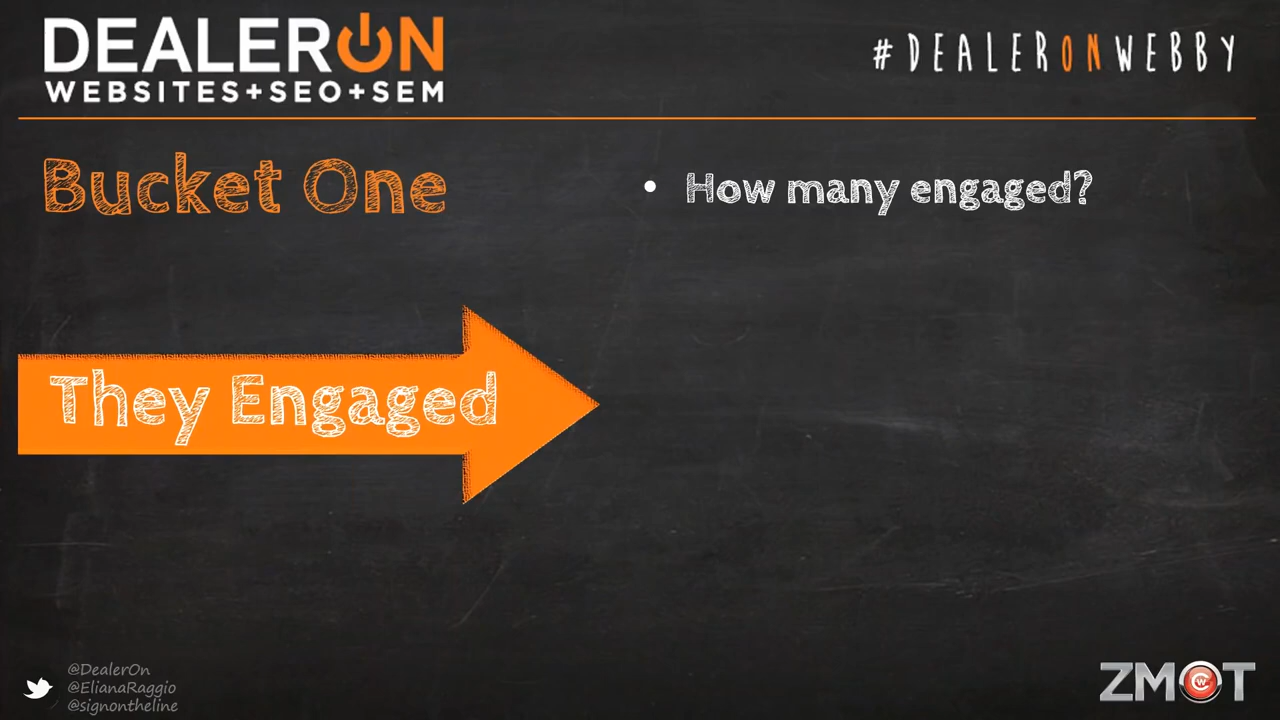 DEALERON
WEBSITES+SEO+SEM
#DEALERONWEBBY
Bucket One
• How many engaged?
They Engaged
@DealerOn
@ElianaRaggio
@signontheline
ZMOT